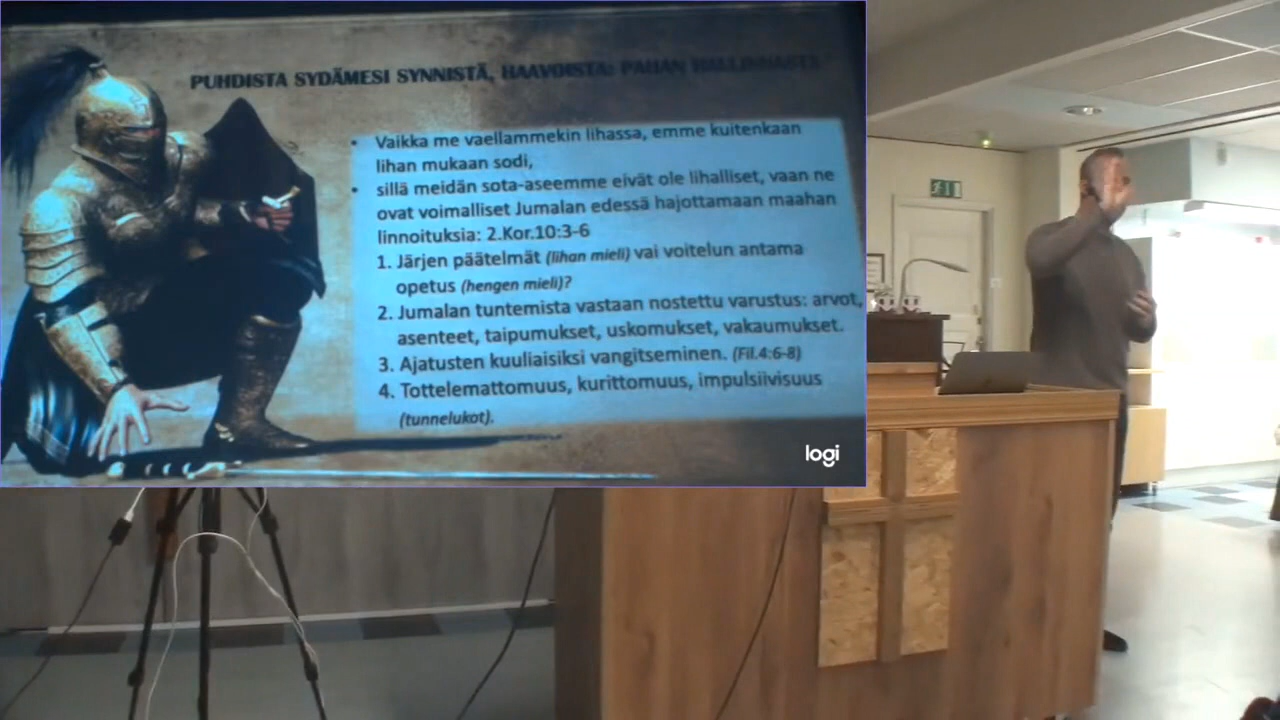 PUHDISTA SYDÄMESI SYNNISTÄ, HAAVOISTA: PAHAN HALLINNASTA
• Vaikka me vaellammekin lihassa, emme kuitenkaan
lihan mukaan sodi,
• sillä meidän sota-aseemme eivät ole lihalliset, vaan ne
ovat voimalliset Jumalan edessä hajottamaan maahan
linnoituksia: 2.Kor.10:3-6
1. Järjen päätelmät (lihan mieli) vai voitelun antama
opetus (hengen mieli)?
2. Jumalan tuntemista vastaan nostettu varustus: arvot,
asenteet, taipumukset, uskomukset, vakaumukset.
3. Ajatusten kuuliaisiksi vangitseminen. (Fil.4:6-8)
4. Tottelemattomuus, kurittomuus, impulsiivisuus
(tunnelukot).
logi